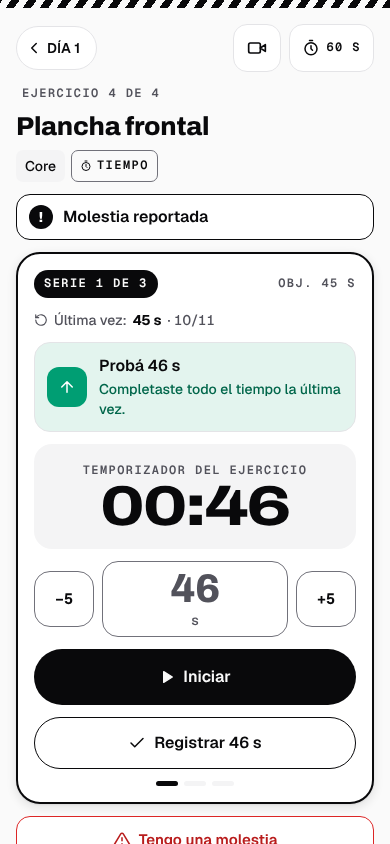 DÍA 1
60 S
EJERCICIO 4 DE 4
Plancha frontal
Core
TIEMPO
! Molestia reportada
SERIE 1 DE 3
OBJ. 45 S
Última vez: 45 s · 10/11
Probá 46 s
Completaste todo el tiempo la última
vez.
TEMPORIZADOR DEL EJERCICIO
00:46
−5
46
s
+5
Iniciar
Registrar 46 s
Tengo una molestia